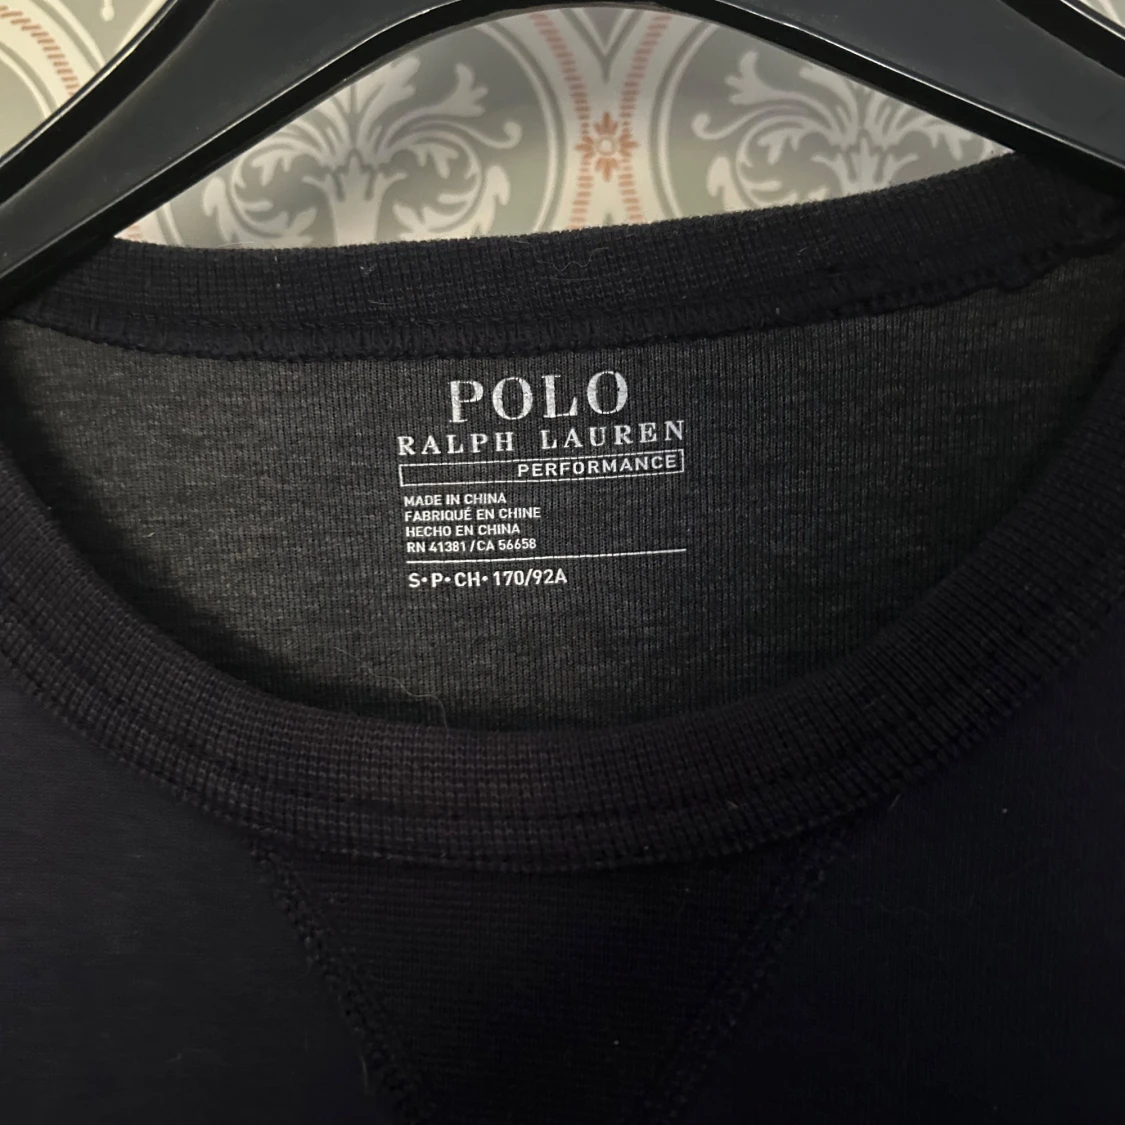 POLO
RALPH LAUREN
PERFORMANCE
MADE IN CHINA
FABRIQUÉ EN CHINE
HECHO EN CHINA
RN 41381 / CA 56658
S• P• CH• 170/92A